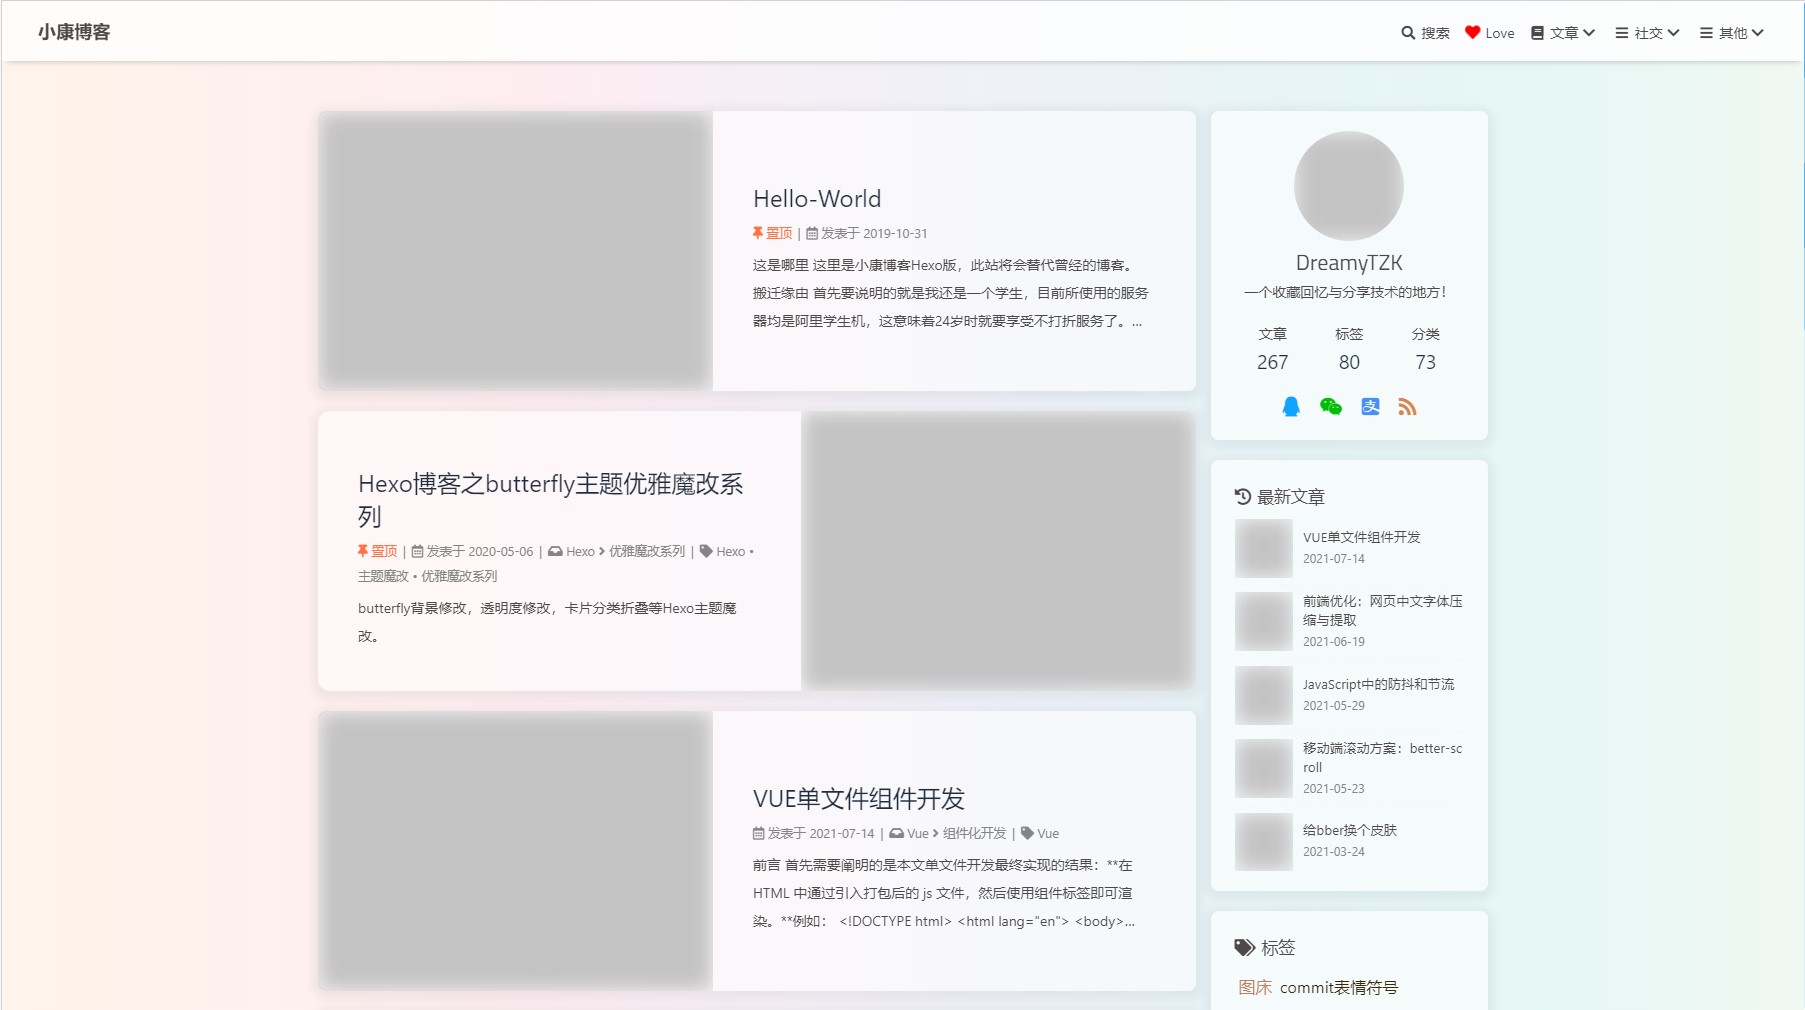 小康博客
搜索 Love 文章 社交 其他
Hello-World
置顶 | 发表于 2019-10-31
这是哪里 这里是小康博客Hexo版，此站将会替代曾经的博客。
搬迁缘由 首先要说明的就是我还是一个学生，目前所使用的服务
器均是阿里学生机，这意味着24岁时就要享受不打折服务了。...
Hexo博客之butterfly主题优雅魔改系
列
置顶 | 发表于 2020-05-06 | Hexo > 优雅魔改系列 | Hexo •
主题魔改 • 优雅魔改系列
butterfly背景修改，透明度修改，卡片分类折叠等Hexo主题魔
改。
VUE单文件组件开发
发表于 2021-07-14 | Vue > 组件化开发 | Vue
前言 首先需要阐明的是本文单文件开发最终实现的结果：**在
HTML 中通过引入打包后的 js 文件，然后使用组件标签即可渲
染。**例如： <!DOCTYPE html> <html lang="en"> <body>...
DreamyTZK
一个收藏回忆与分享技术的地方！
文章 标签 分类
267 80 73
支
最新文章
VUE单文件组件开发
2021-07-14
前端优化：网页中文字体压
缩与提取
2021-06-19
JavaScript中的防抖和节流
2021-05-29
移动端滚动方案：better-sc
roll
2021-05-23
给bber换个皮肤
2021-03-24
标签
图床 commit表情符号